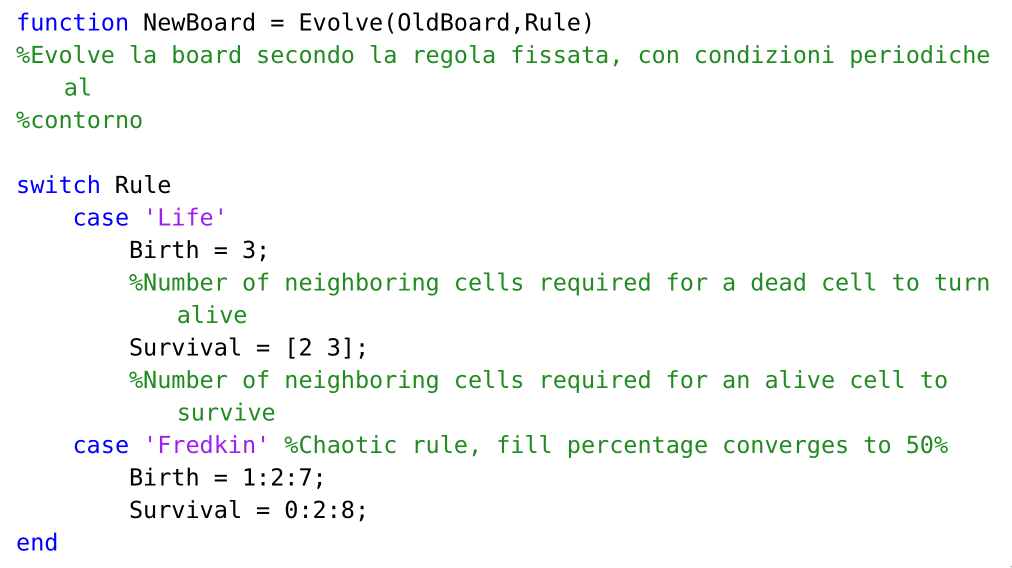 function NewBoard = Evolve(OldBoard,Rule)
%Evolve la board secondo la regola fissata, con condizioni periodiche
al
%contorno
switch Rule
case 'Life'
Birth = 3;
%Number of neighboring cells required for a dead cell to turn
alive
Survival = [2 3];
%Number of neighboring cells required for an alive cell to
survive
case 'Fredkin' %Chaotic rule, fill percentage converges to 50%
Birth = 1:2:7;
Survival = 0:2:8;
end